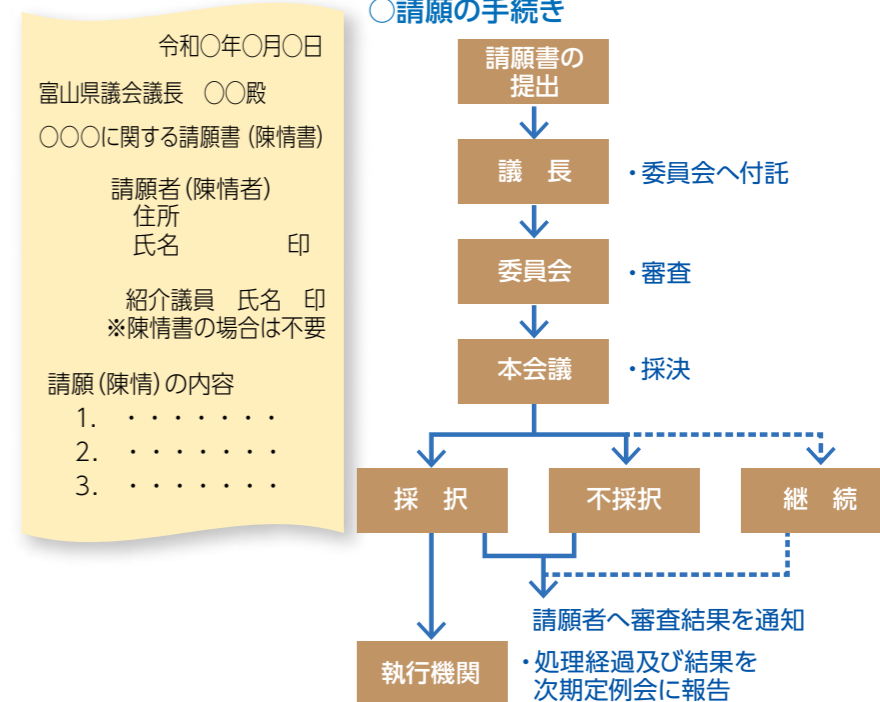 令和○年○月○日
富山県議会議長　○○殿
○○○に関する請願書（陳情書）
請願者（陳情者）
住所
氏名　　　　　印
紹介議員　氏名　印
※陳情書の場合は不要
請願（陳情）の内容
1.　・・・・・・・
2.　・・・・・・・
3.　・・・・・・・
○請願の手続き
請願書の
提出
議　長
・委員会へ付託
委員会
・審査
本会議
・採決
採　択
不採択
継　続
請願者へ審査結果を通知
執行機関
・処理経過及び結果を
次期定例会に報告